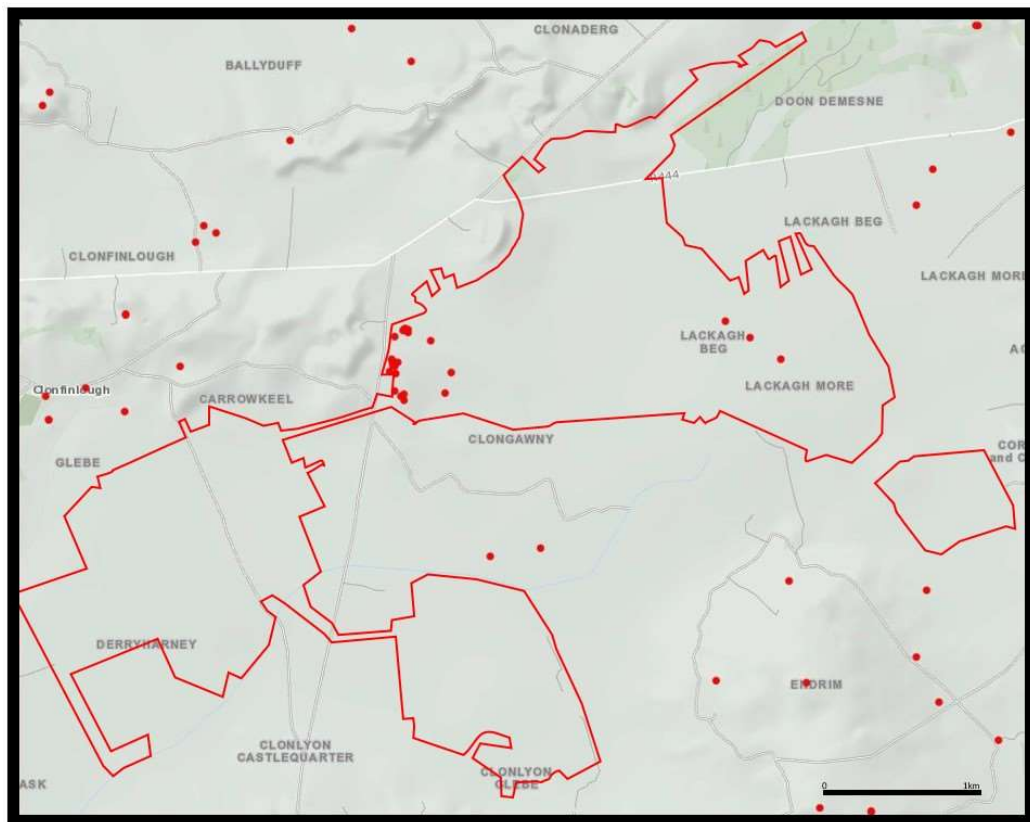 CLONADERG
BALLYDUFF
DOON DEMESNE
LACKAGH BEG
CLONFINLOUGH
LACKAGH MORE
LACKAGH
BEG
LACKAGH MORE
Clonfinlough
CARROWKEEL
CLONGAWNY
GLEBE
and C
DERRYHARNEY
ENDRIM
CLONLYON
CASTLEQUARTER
CLONLYON
GLEBE
ASK
0 1km